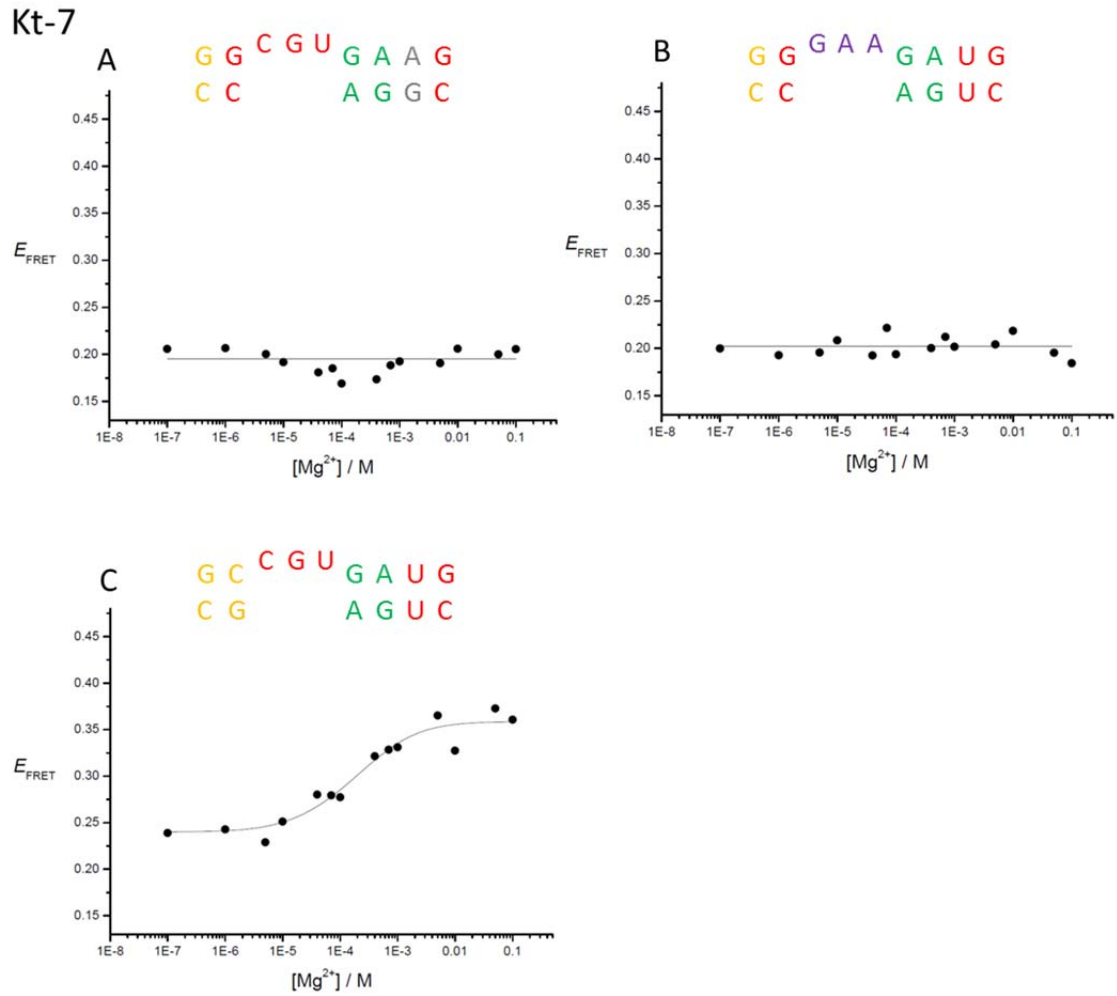 Kt-7
A
G G C G U G A A G
C C A G G C
0.45
0.40
0.35
0.30
0.25
0.20
0.15
E_FRET
1E-8 1E-7 1E-6 1E-5 1E-4 1E-3 0.01 0.1
[Mg²⁺] / M
B
G G G A A G A U G
C C A G U C
0.45
0.40
0.35
0.30
0.25
0.20
0.15
E_FRET
1E-8 1E-7 1E-6 1E-5 1E-4 1E-3 0.01 0.1
[Mg²⁺] / M
C
G C C G U G A U G
C G A G U C
0.45
0.40
0.35
0.30
0.25
0.20
0.15
E_FRET
1E-8 1E-7 1E-6 1E-5 1E-4 1E-3 0.01 0.1
[Mg²⁺] / M